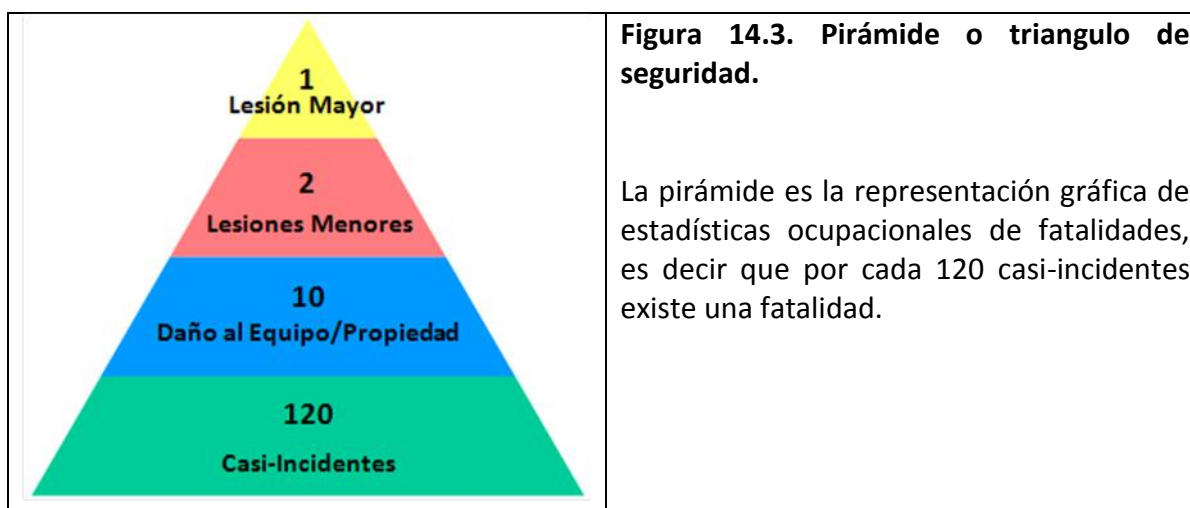 1
Lesión Mayor
2
Lesiones Menores
10
Daño al Equipo/Propiedad
120
Casi-Incidentes
Figura 14.3. Pirámide o triangulo de
seguridad.
La pirámide es la representación gráfica de
estadísticas ocupacionales de fatalidades,
es decir que por cada 120 casi-incidentes
existe una fatalidad.